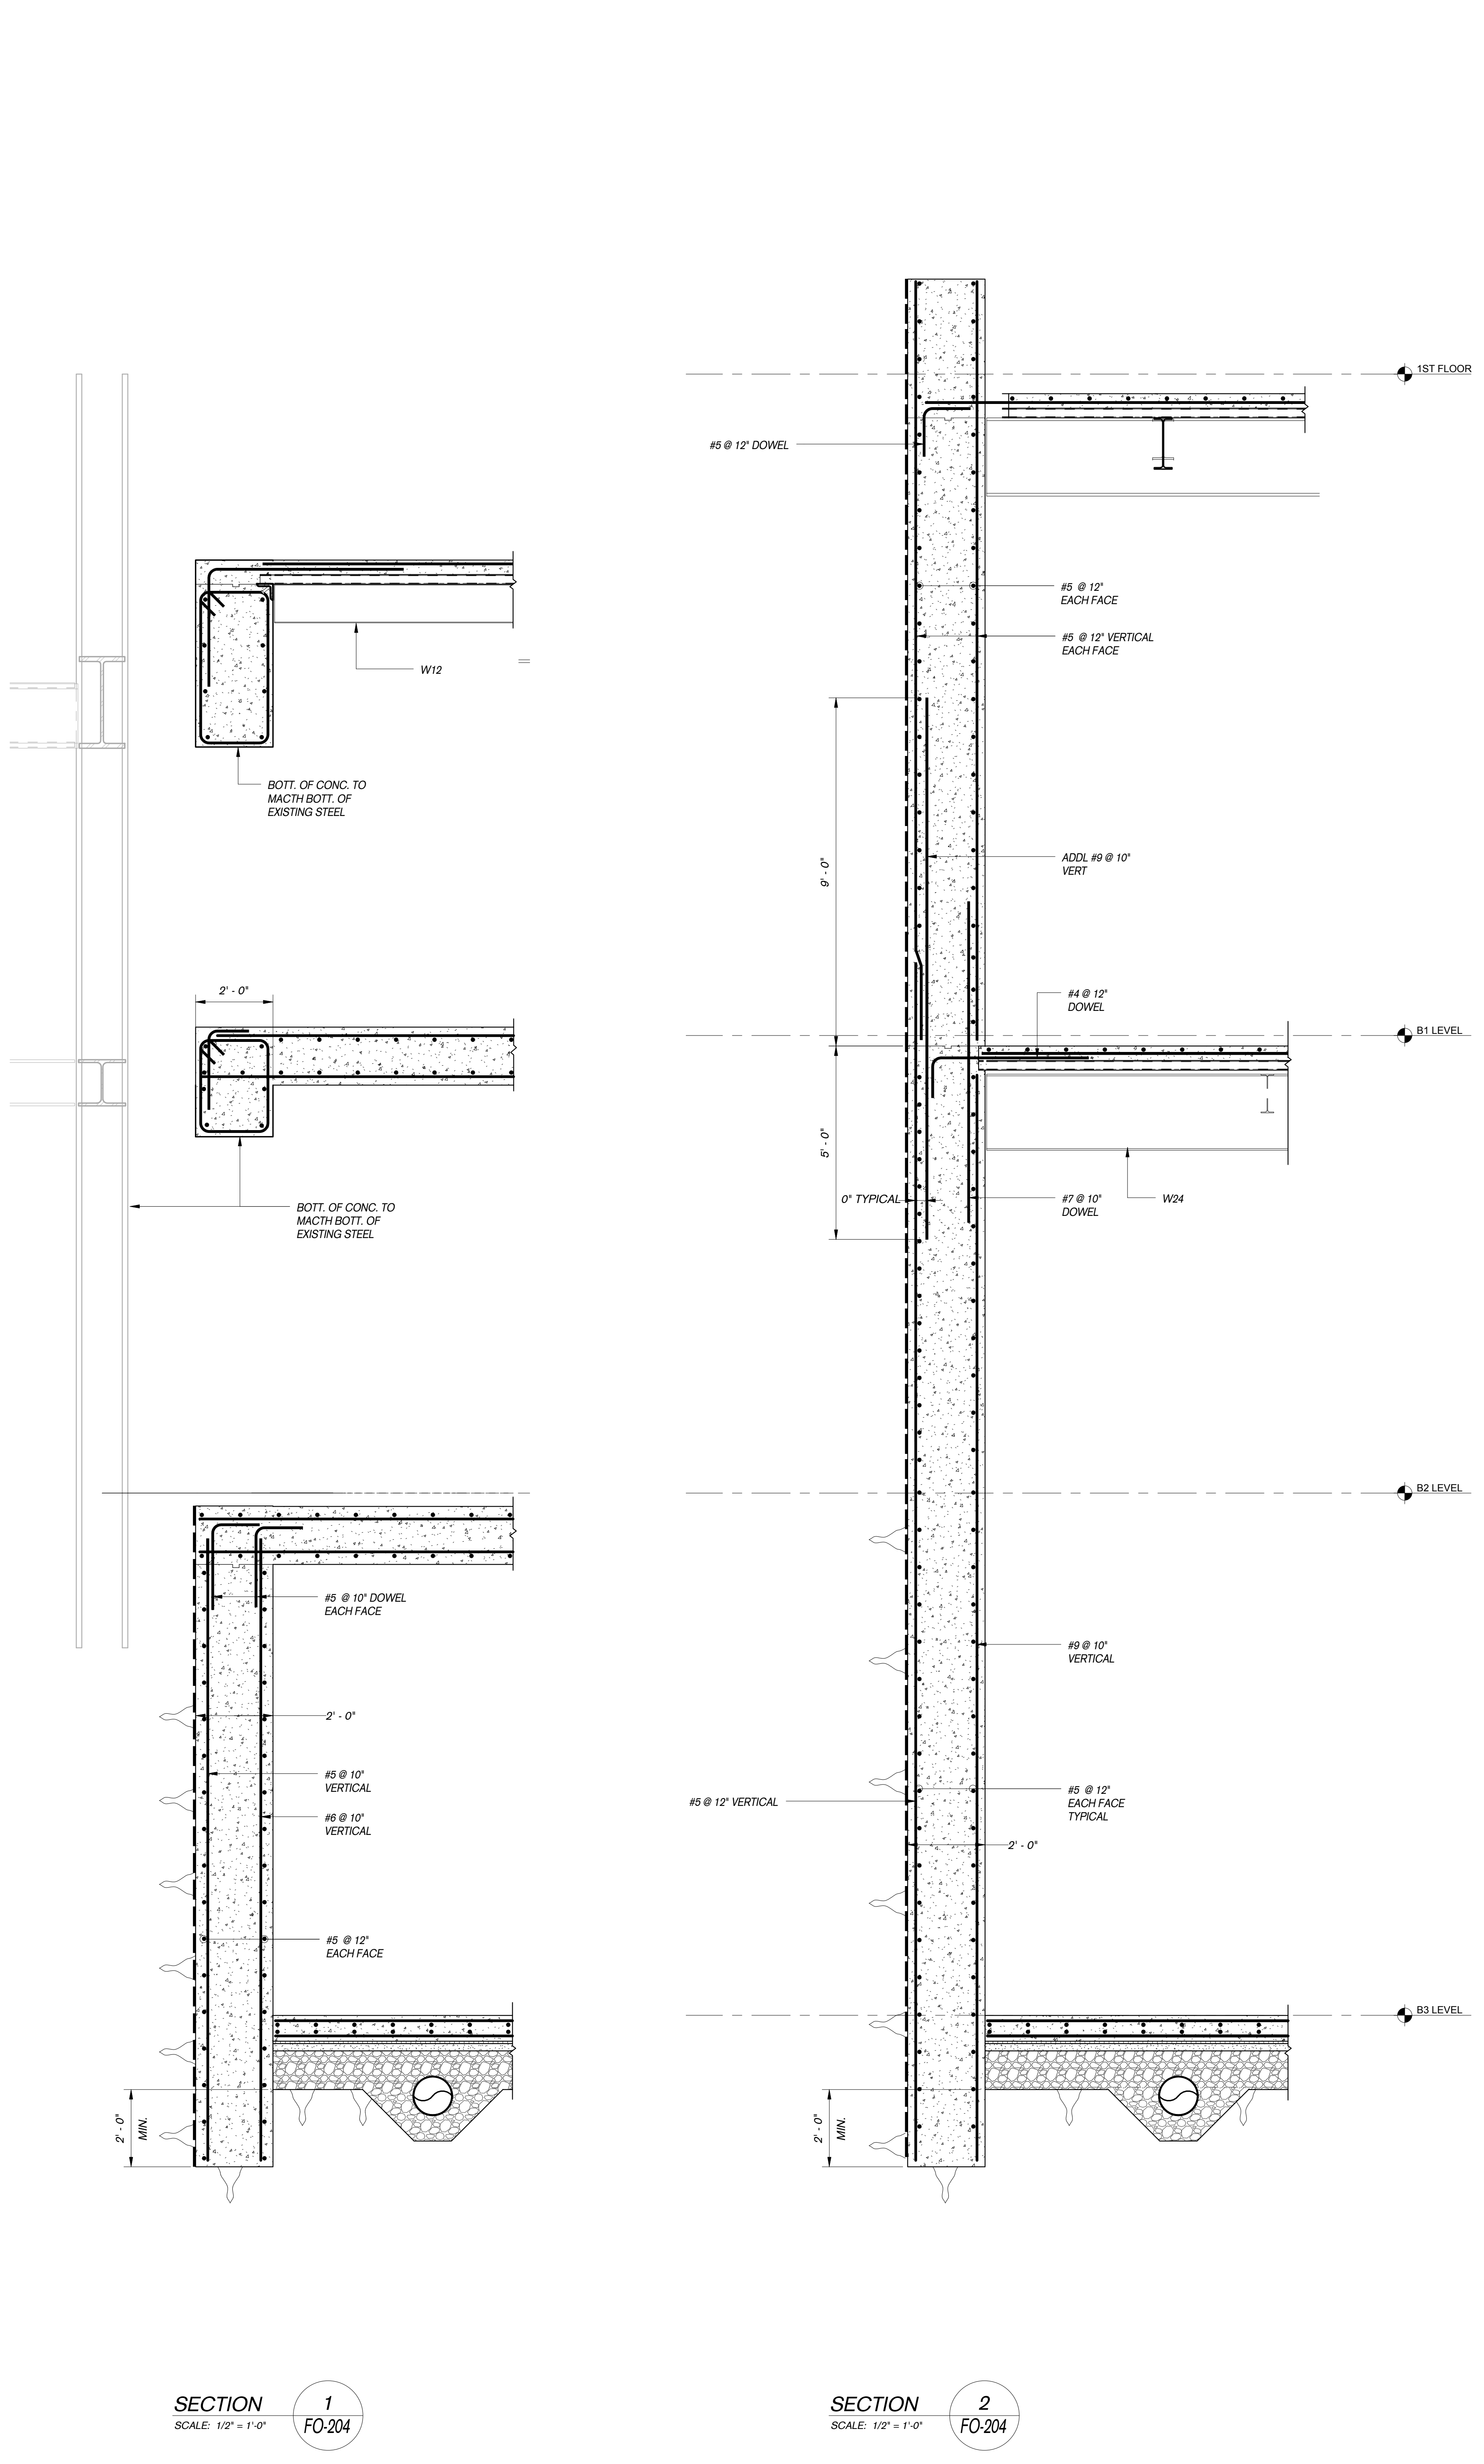 1ST FLOOR
#5 @ 12" DOWEL
#5 @ 12"
EACH FACE
#5 @ 12" VERTICAL
EACH FACE
W12
BOTT. OF CONC. TO
MACTH BOTT. OF
EXISTING STEEL
9' - 0"
ADDL #9 @ 10"
VERT
2' - 0"
#4 @ 12"
DOWEL
B1 LEVEL
5' - 0"
0" TYPICAL
#7 @ 10"
DOWEL
W24
BOTT. OF CONC. TO
MACTH BOTT. OF
EXISTING STEEL
B2 LEVEL
#5 @ 10" DOWEL
EACH FACE
#9 @ 10"
VERTICAL
2' - 0"
#5 @ 10"
VERTICAL
#6 @ 10"
VERTICAL
#5 @ 12" VERTICAL
#5 @ 12"
EACH FACE
TYPICAL
2' - 0"
#5 @ 12"
EACH FACE
B3 LEVEL
2' - 0"
MIN.
2' - 0"
MIN.
SECTION
1
SCALE: 1/2" = 1'-0"
FO-204
SECTION
2
SCALE: 1/2" = 1'-0"
FO-204